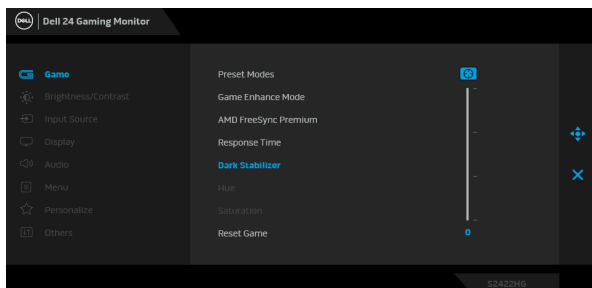 DELL
Dell 24 Gaming Monitor
Game
Brightness/Contrast
Input Source
Display
Audio
Menu
Personalize
Others
Preset Modes
Game Enhance Mode
AMD FreeSync Premium
Response Time
Dark Stabilizer
Hue
Saturation
Reset Game
0
S2422HG